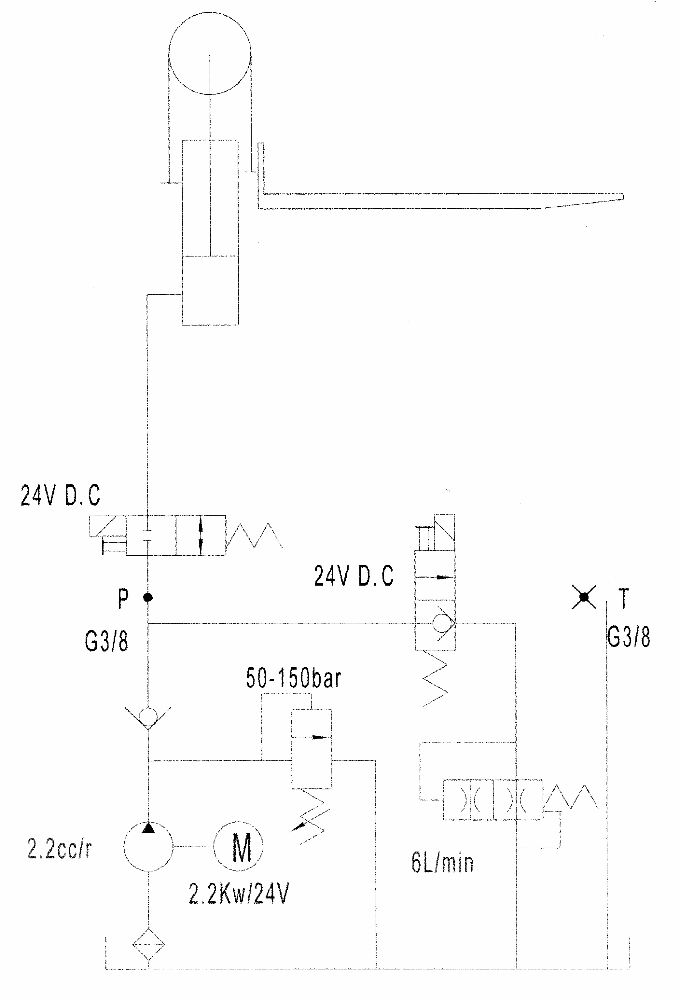 24V D.C
24V D.C
P
T
G3/8
G3/8
50-150bar
2.2cc/r
M
6L/min
2.2Kw/24V